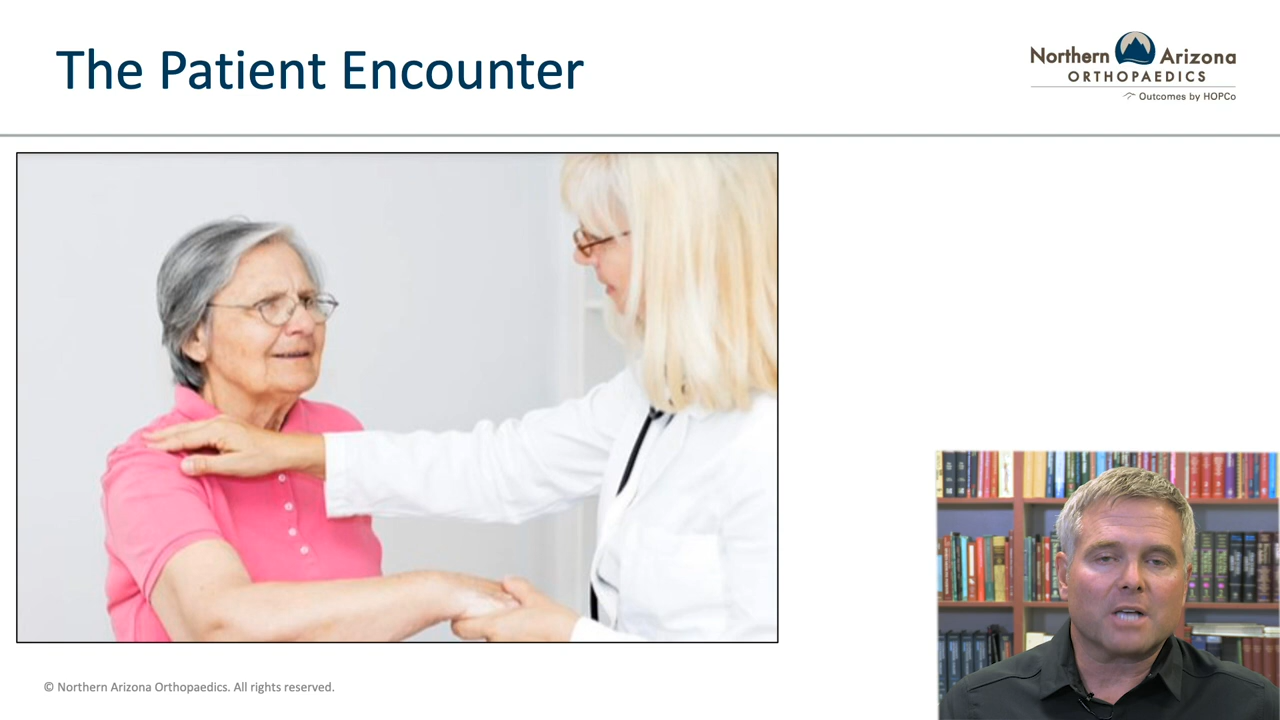 The Patient Encounter
Northern Arizona
ORTHOPAEDICS
Outcomes by HOPCo
© Northern Arizona Orthopaedics. All rights reserved.